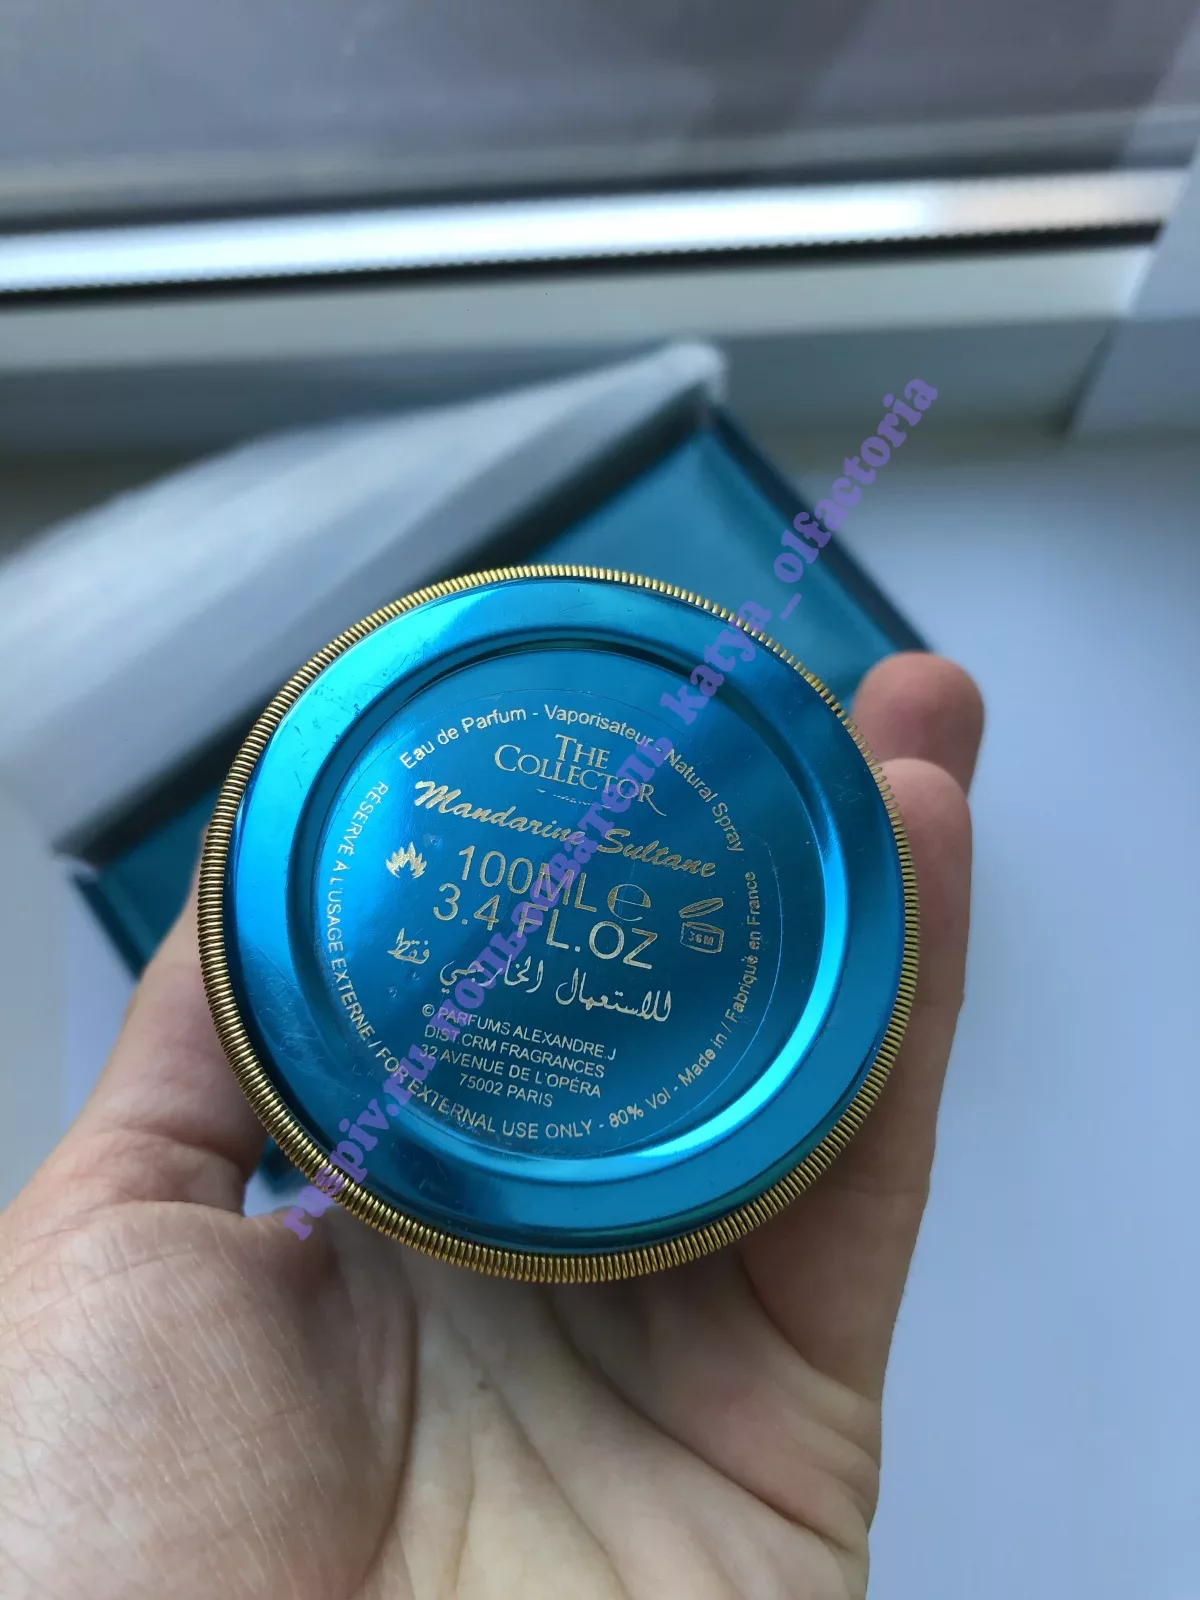 Eau de Parfum - Vaporisateur - Natural Spray
THE
COLLECTOR
Mandarine Sultane
100ML e
3.4 FL.OZ
36M
للاستعمال الخارجي فقط
© PARFUMS ALEXANDRE.J
DIST.CRM FRAGRANCES
32 AVENUE DE L'OPÉRA
75002 PARIS
RÉSERVÉ A L'USAGE EXTERNE / FOR EXTERNAL USE ONLY - 80% Vol - Made in / Fabriqué en France
raspiv.ru пользователь katya_olfactoria